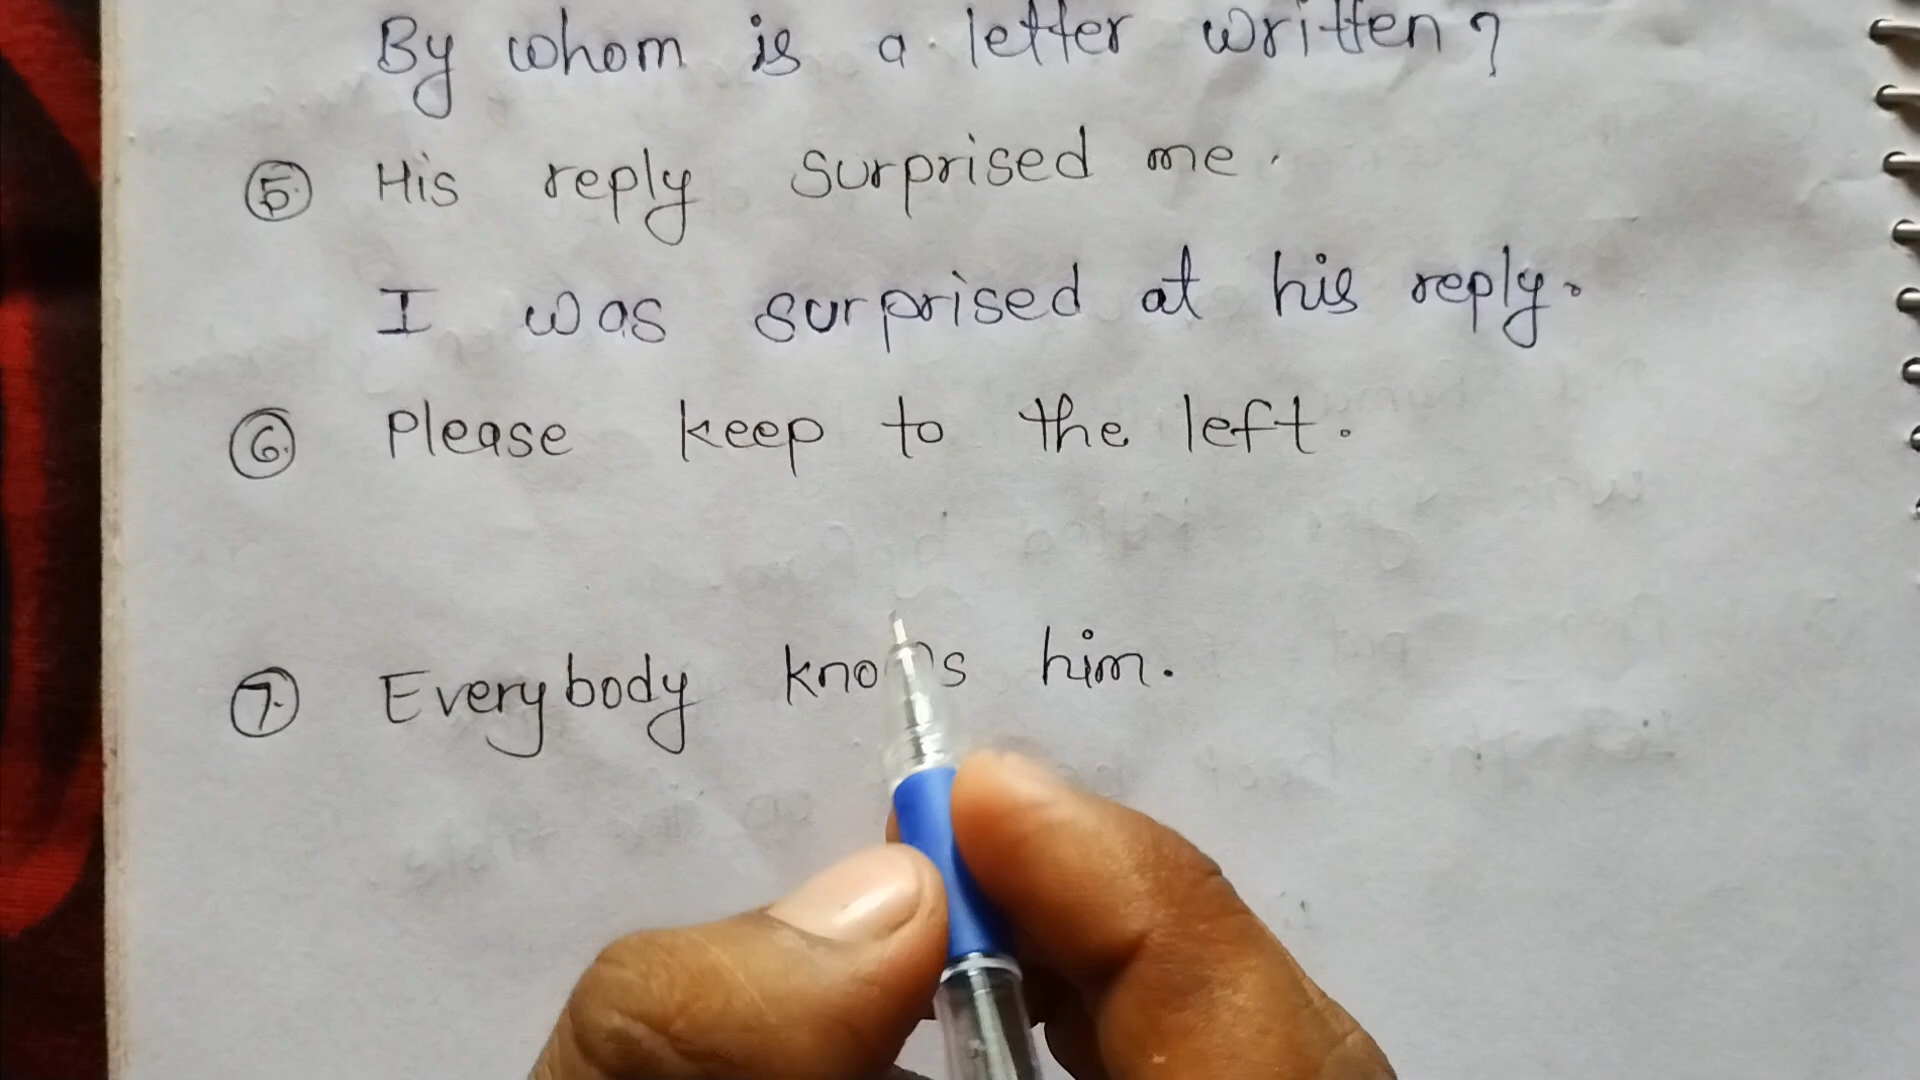 By whom is a letter written?
5. His reply surprised me.
I was surprised at his reply.
6. Please keep to the left.
7. Everybody knows him.